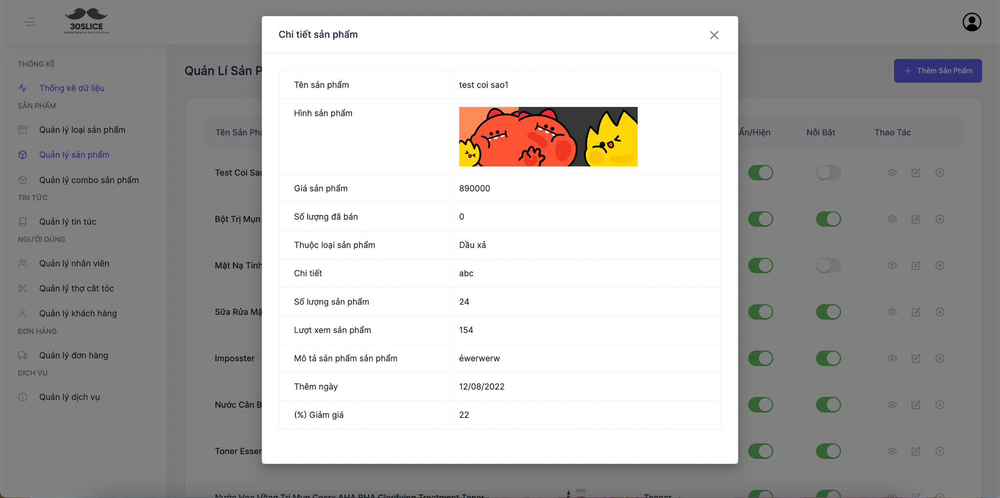 30SLICE
BARBER SHOP ĐẦU HÀNG VIỆT NAM
THỐNG KÊ
Thống kê dữ liệu
SẢN PHẨM
Quản lý loại sản phẩm
Quản lý sản phẩm
Quản lý combo sản phẩm
TIN TỨC
Quản lý tin tức
NGƯỜI DÙNG
Quản lý nhân viên
Quản lý thợ cắt tóc
Quản lý khách hàng
ĐƠN HÀNG
Quản lý đơn hàng
DỊCH VỤ
Quản lý dịch vụ
Quản Lí Sản P
Thêm Sản Phẩm
Tên Sản Phẩ
Ẩn/Hiện Nỗi Bật Thao Tác
Test Coi Sao
Bột Trị Mụn
Mặt Nạ Tinh
Sữa Rửa Mặ
Imposster
Nước Cân B
Toner Essen
Nước Hoa Hồng Trị Mụn Cosrx AHA BHA Clarifying Treatment Toner Tonner
Chi tiết sản phẩm
Tên sản phẩm test coi sao1
Hình sản phẩm
Giá sản phẩm 890000
Số lượng đã bán 0
Thuộc loại sản phẩm Dầu xả
Chi tiết abc
Số lượng sản phẩm 24
Lượt xem sản phẩm 154
Mô tả sản phẩm sản phẩm ẻwerwerw
Thêm ngày 12/08/2022
(%) Giảm giá 22